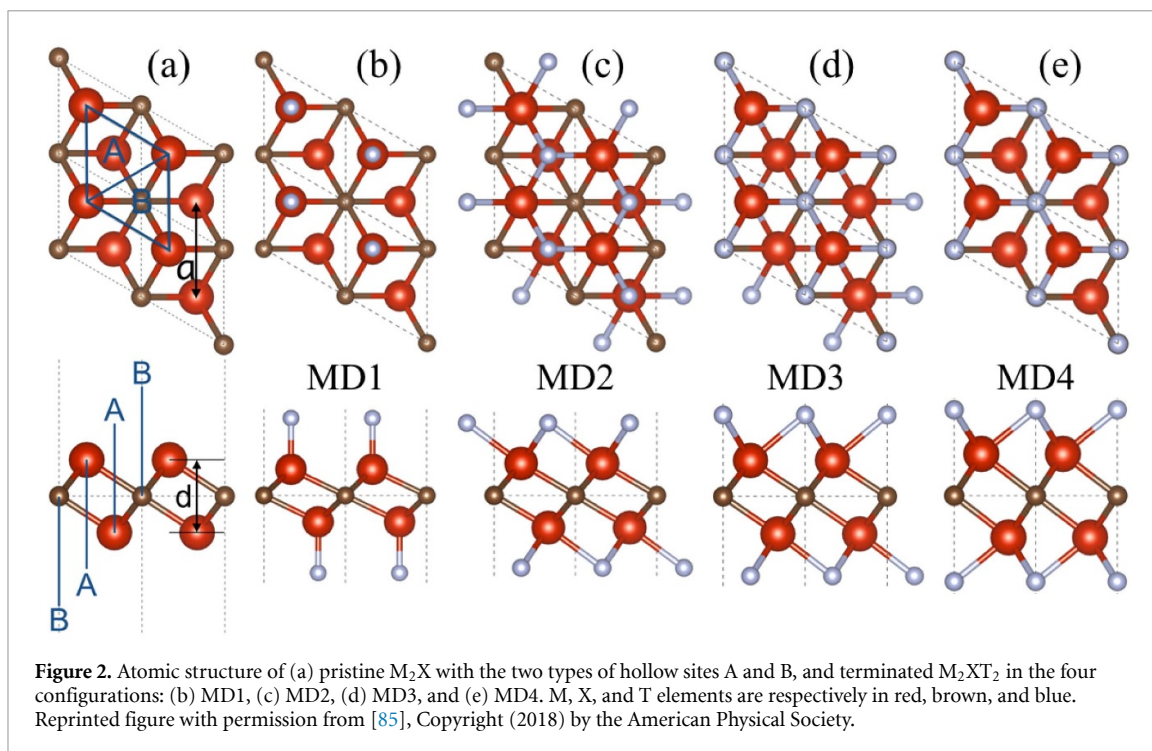 (a) (b) (c) (d) (e)
A
B
a
MD1 MD2 MD3 MD4
B
A
d
A
B
Figure 2. Atomic structure of (a) pristine M₂X with the two types of hollow sites A and B, and terminated M₂XT₂ in the four
configurations: (b) MD1, (c) MD2, (d) MD3, and (e) MD4. M, X, and T elements are respectively in red, brown, and blue.
Reprinted figure with permission from [85], Copyright (2018) by the American Physical Society.